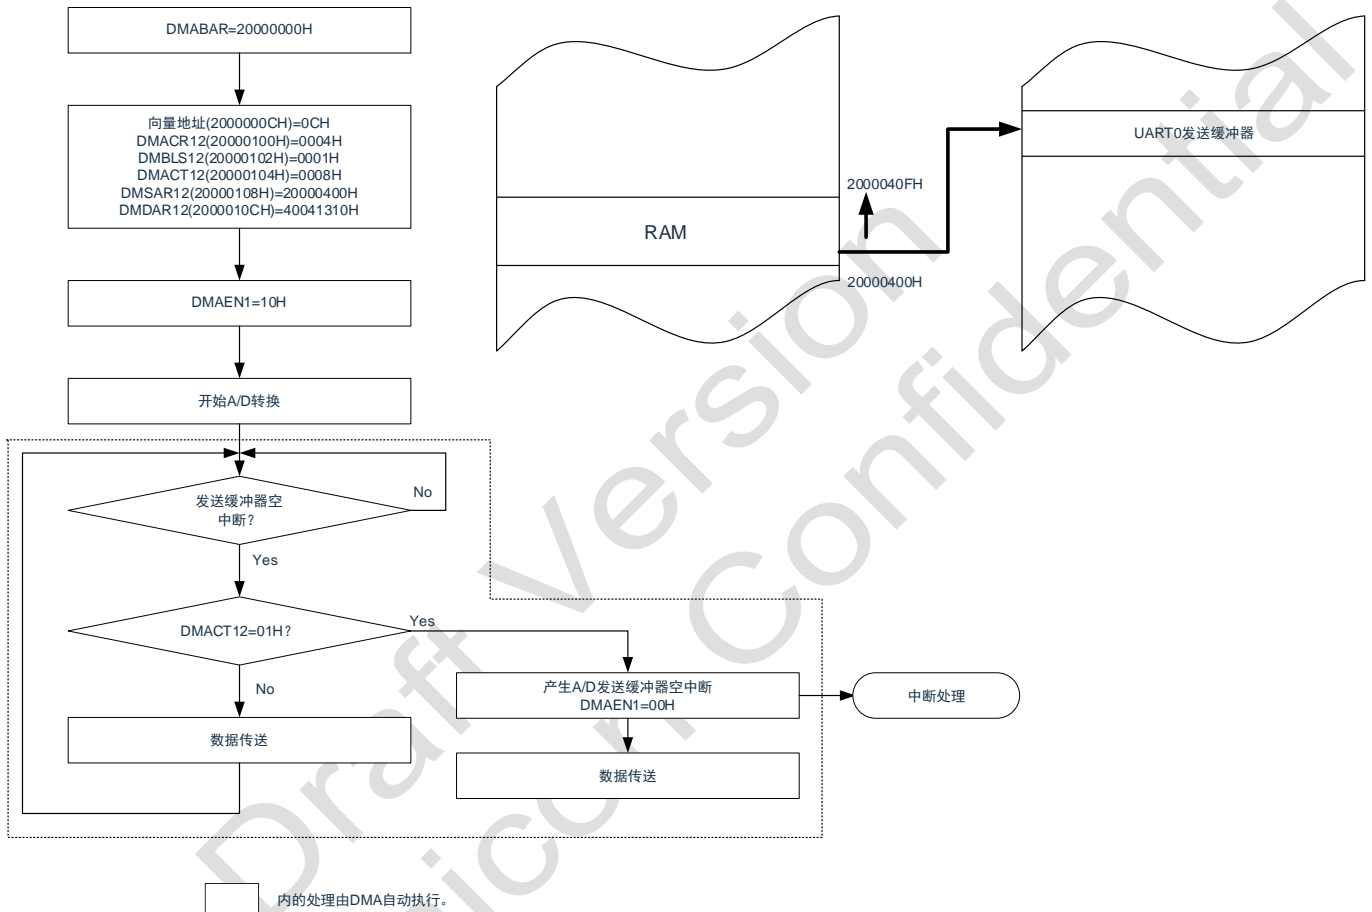 DMABAR=20000000H
向量地址(2000000CH)=0CH
DMACR12(20000100H)=0004H
DMBLS12(20000102H)=0001H
DMACT12(20000104H)=0008H
DMSAR12(20000108H)=20000400H
DMDAR12(2000010CH)=40041310H
DMAEN1=10H
开始A/D转换
发送缓冲器空
中断?
No
Yes
DMACT12=01H?
Yes
No
数据传送
产生A/D发送缓冲器空中断
DMAEN1=00H
数据传送
中断处理
内的处理由DMA自动执行。
RAM
2000040FH
20000400H
UART0发送缓冲器
Draft Version
Confidential